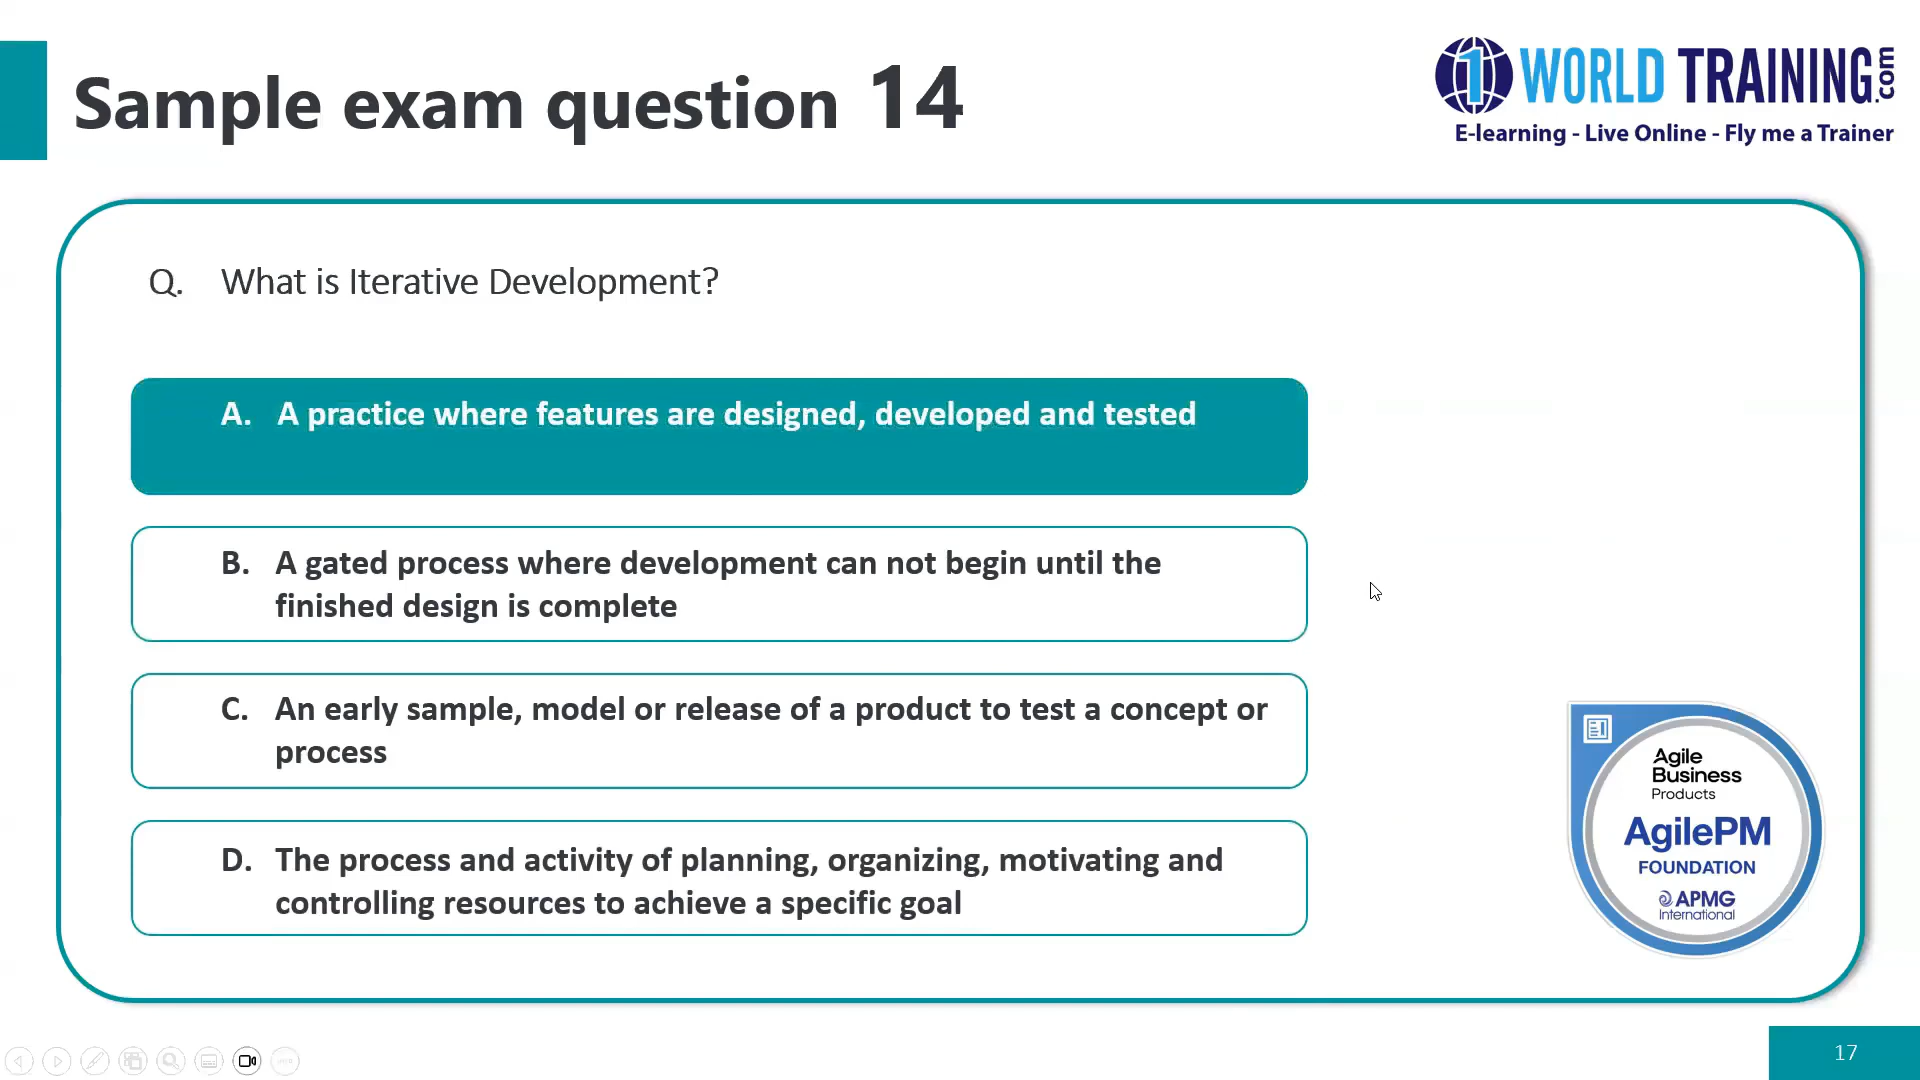 Sample exam question 14
1 WORLD TRAINING.com
E-learning - Live Online - Fly me a Trainer
Q. What is Iterative Development?
A. A practice where features are designed, developed and tested
B. A gated process where development can not begin until the
finished design is complete
C. An early sample, model or release of a product to test a concept or
process
D. The process and activity of planning, organizing, motivating and
controlling resources to achieve a specific goal
Agile
Business
Products
AgilePM
FOUNDATION
APMG
International
17